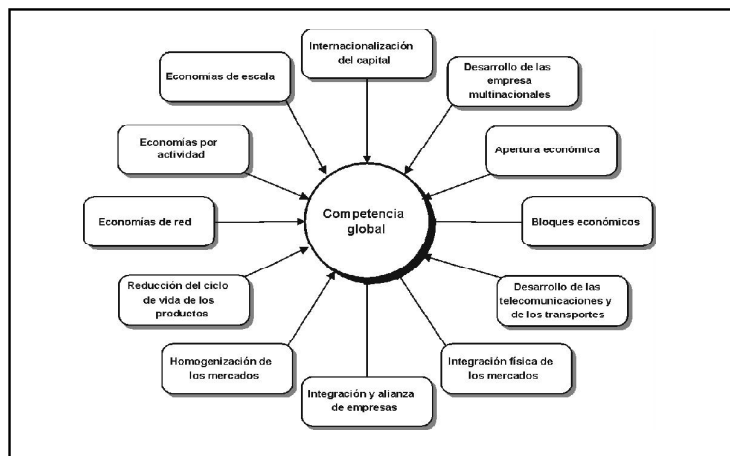 Internacionalización
del capital
Economías de escala
Desarrollo de las
empresa
multinacionales
Economías por
actividad
Apertura económica
Competencia
global
Economías de red
Bloques económicos
Reducción del ciclo
de vida de los
productos
Desarrollo de las
telecomunicaciones y
de los transportes
Homogenización de
los mercados
Integración física de
los mercados
Integración y alianza
de empresas